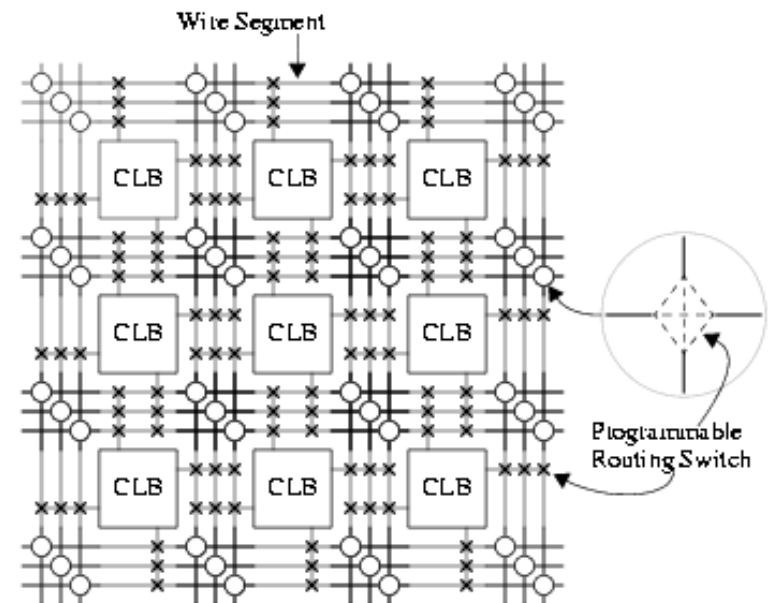 Wire Segment
CLB CLB CLB
CLB CLB CLB
CLB CLB CLB
Programmable
Routing Switch